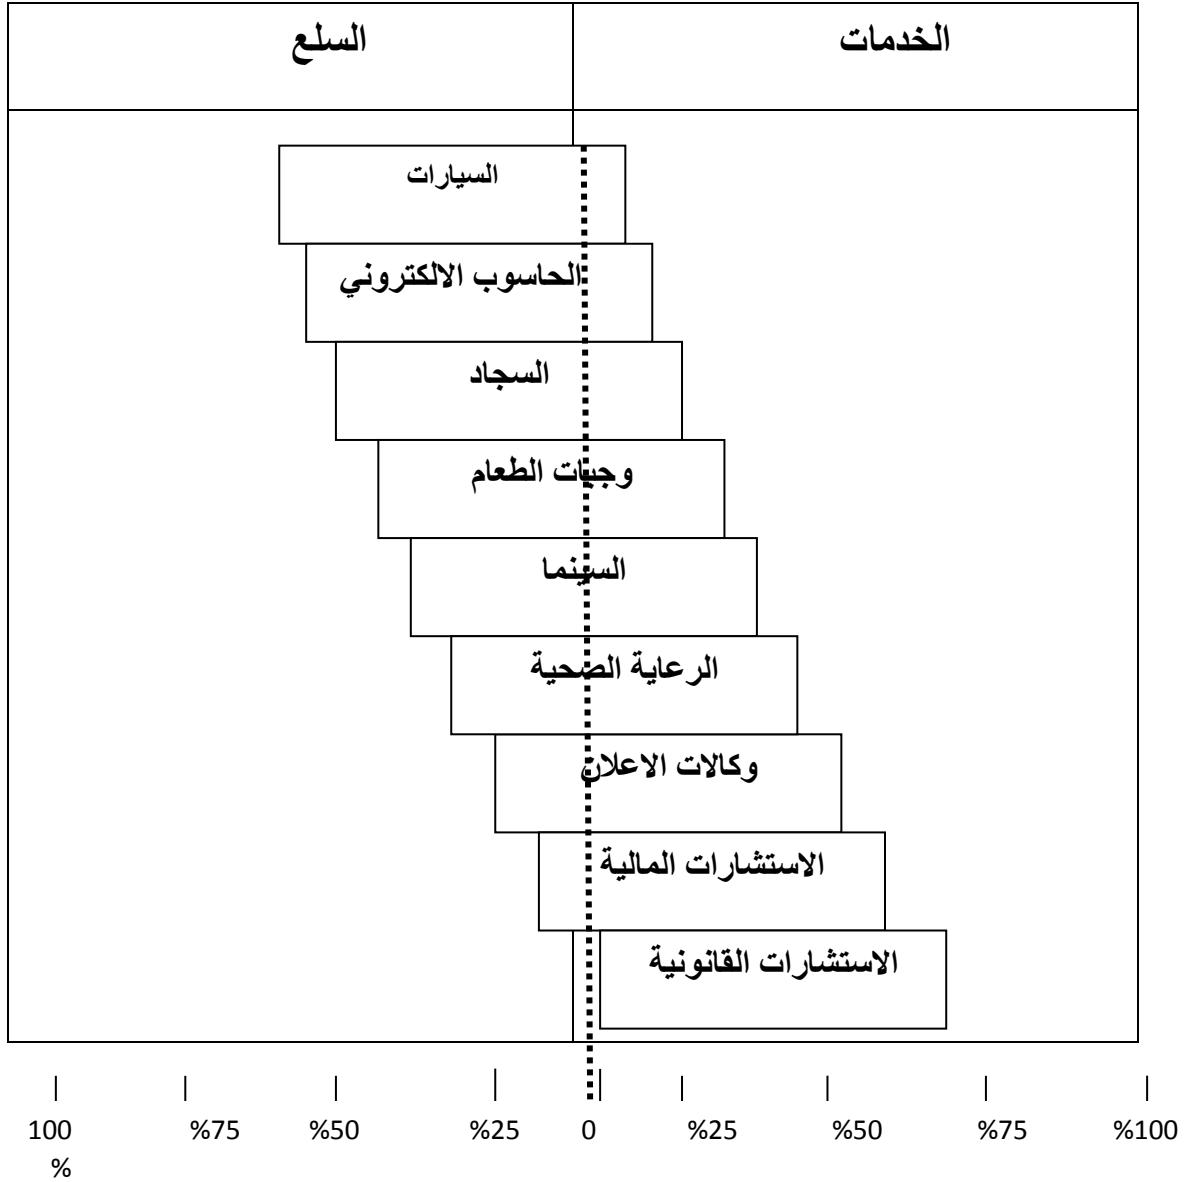 الخدمات
السلع
السيارات
الحاسوب الالكتروني
السجاد
وجبات الطعام
السينما
الرعاية الصحية
وكالات الاعلان
الاستشارات المالية
الاستشارات القانونية
100 %75 %50 %25 0 %25 %50 %75 %100
%